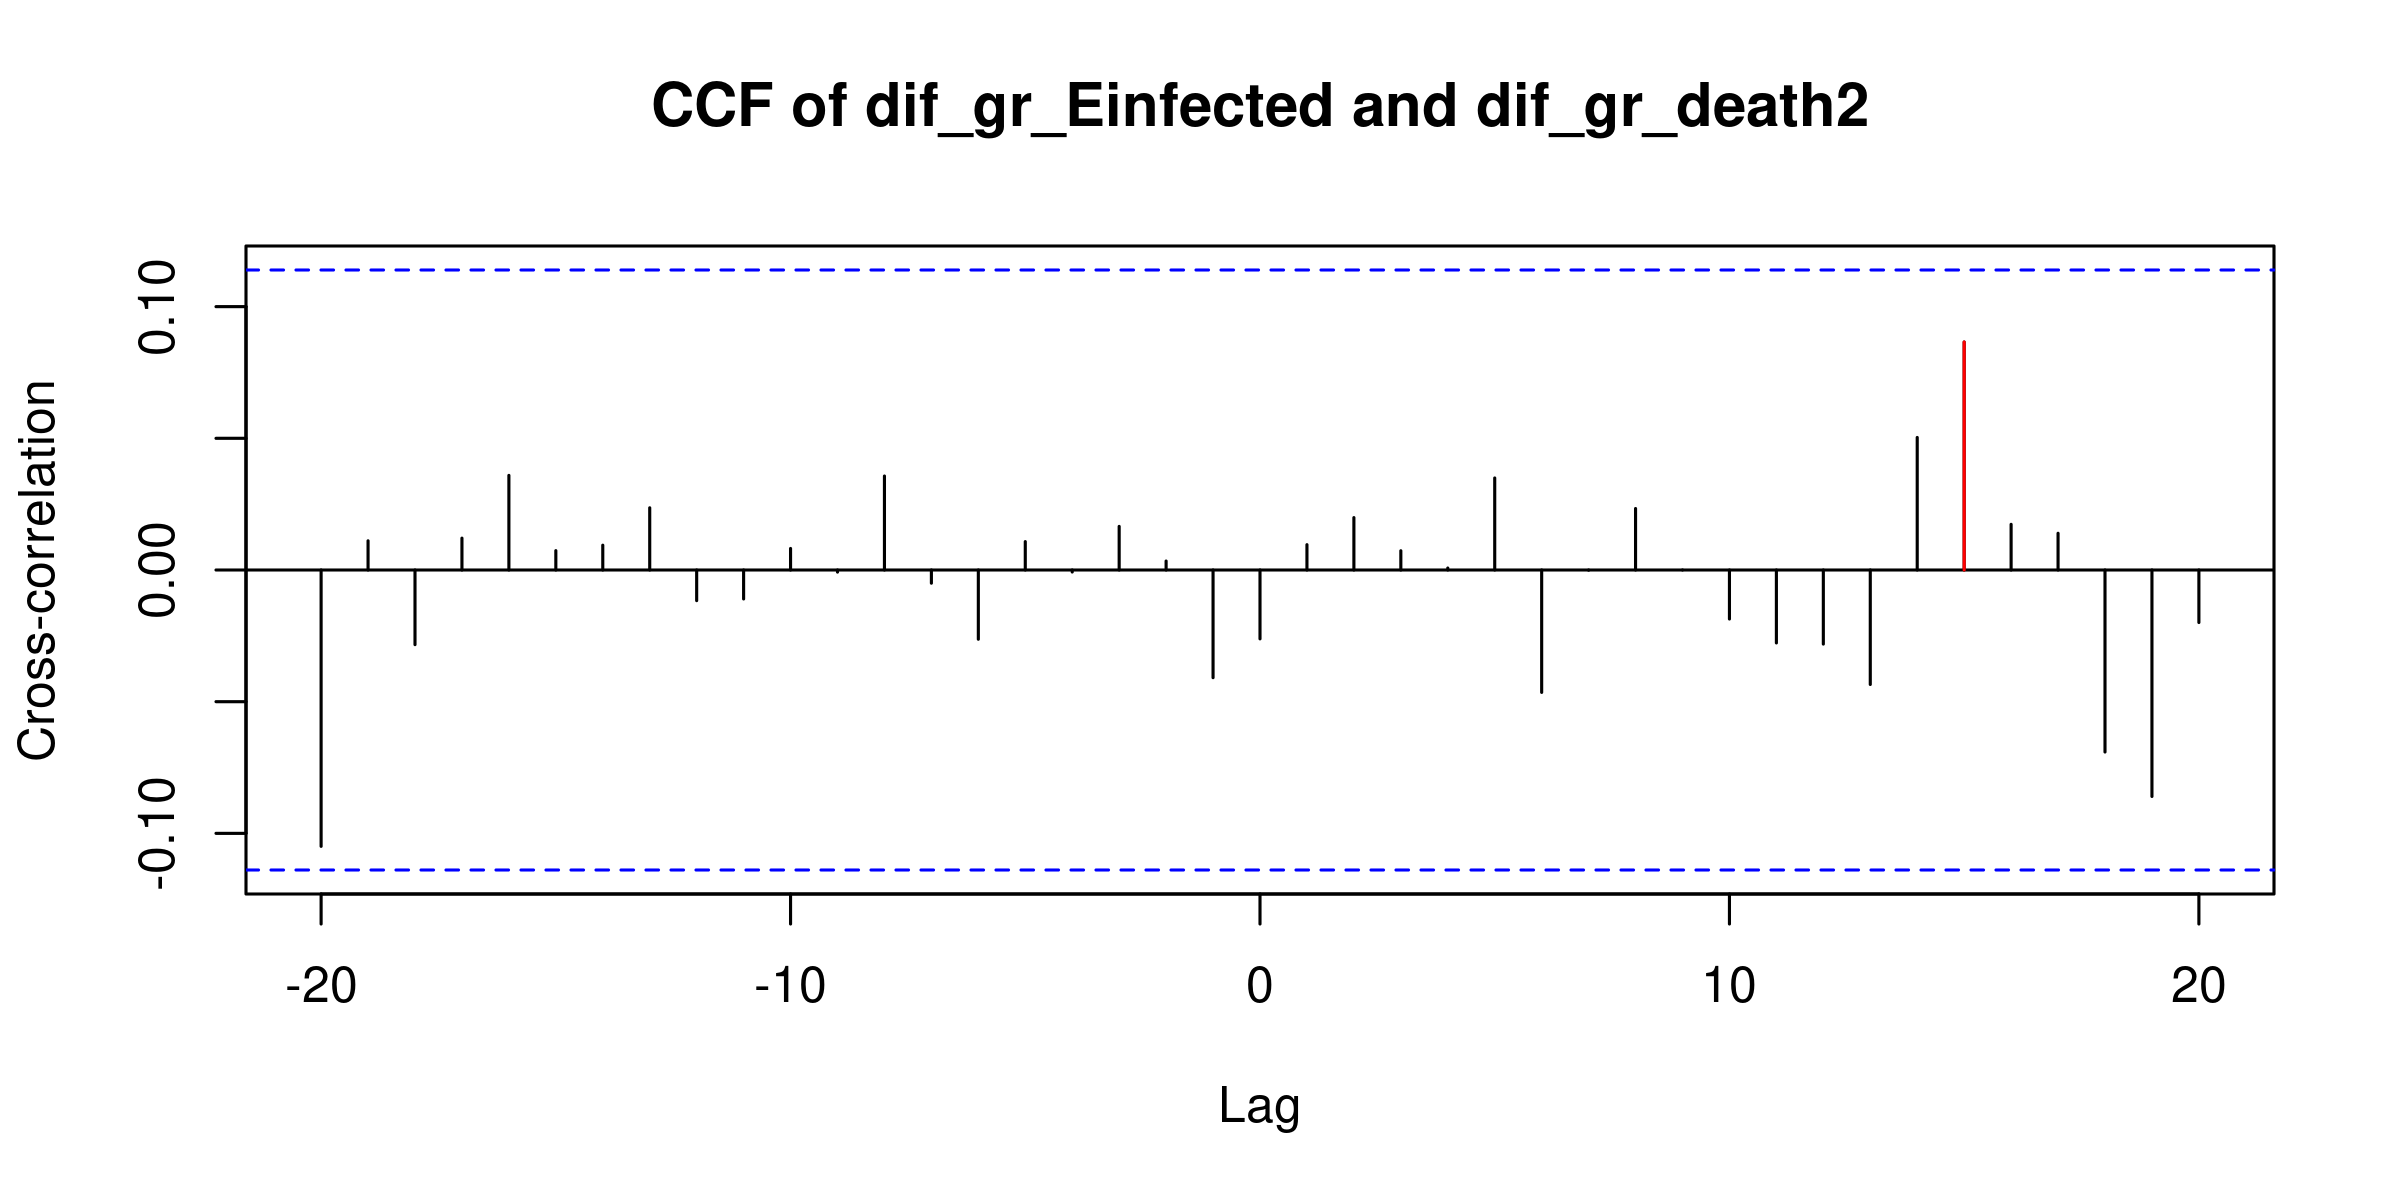 CCF of dif_gr_Einfected and dif_gr_death2
Cross-correlation
0.10
0.00
-0.10
-20 -10 0 10 20
Lag